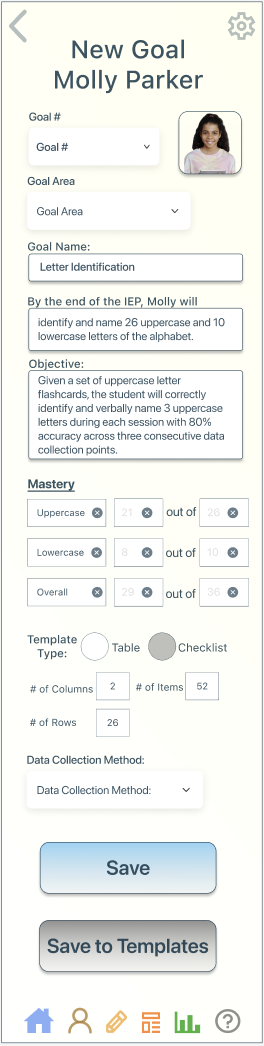 New Goal
Molly Parker
Goal #
Goal #
Goal Area
Goal Area
Goal Name:
Letter Identification
By the end of the IEP, Molly will
identify and name 26 uppercase and 10
lowercase letters of the alphabet.
Objective:
Given a set of uppercase letter
flashcards, the student will correctly
identify and verbally name 3 uppercase
letters during each session with 80%
accuracy across three consecutive data
collection points.
Mastery
Uppercase 21 out of 26
Lowercase 8 out of 10
Overall 29 out of 36
Template
Type: Table Checklist
# of Columns 2 # of Items 52
# of Rows 26
Data Collection Method:
Data Collection Method:
Save
Save to Templates
?